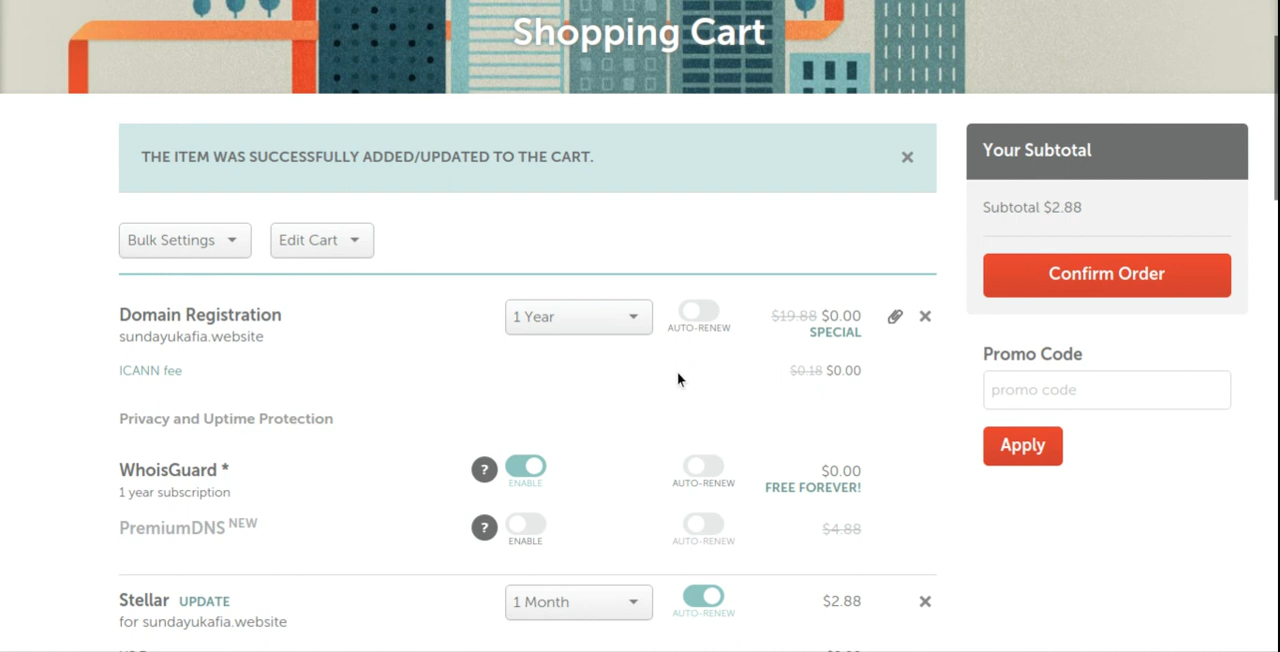 Shopping Cart
THE ITEM WAS SUCCESSFULLY ADDED/UPDATED TO THE CART.
Bulk Settings
Edit Cart
Domain Registration
sundayukafia.website
1 Year
AUTO-RENEW
$19.88 $0.00
SPECIAL
ICANN fee
$0.18 $0.00
Privacy and Uptime Protection
WhoisGuard *
1 year subscription
?
ENABLE
AUTO-RENEW
$0.00
FREE FOREVER!
PremiumDNS NEW
?
ENABLE
AUTO-RENEW
$4.88
Stellar UPDATE
for sundayukafia.website
1 Month
AUTO-RENEW
$2.88
Your Subtotal
Subtotal $2.88
Confirm Order
Promo Code
promo code
Apply